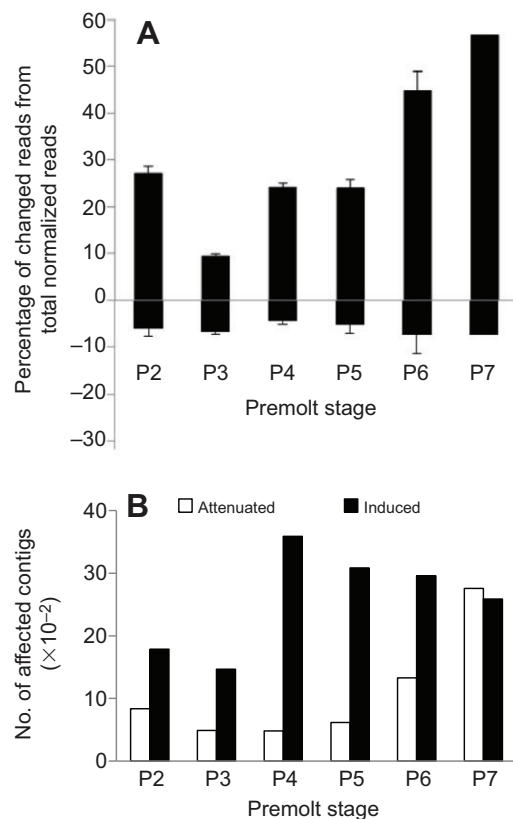 A
Percentage of changed reads from
total normalized reads
60
50
40
30
20
10
0
–10
–20
–30
P2 P3 P4 P5 P6 P7
Premolt stage
B
Attenuated Induced
No. of affected contigs
(×10⁻²)
40
30
20
10
0
P2 P3 P4 P5 P6 P7
Premolt stage